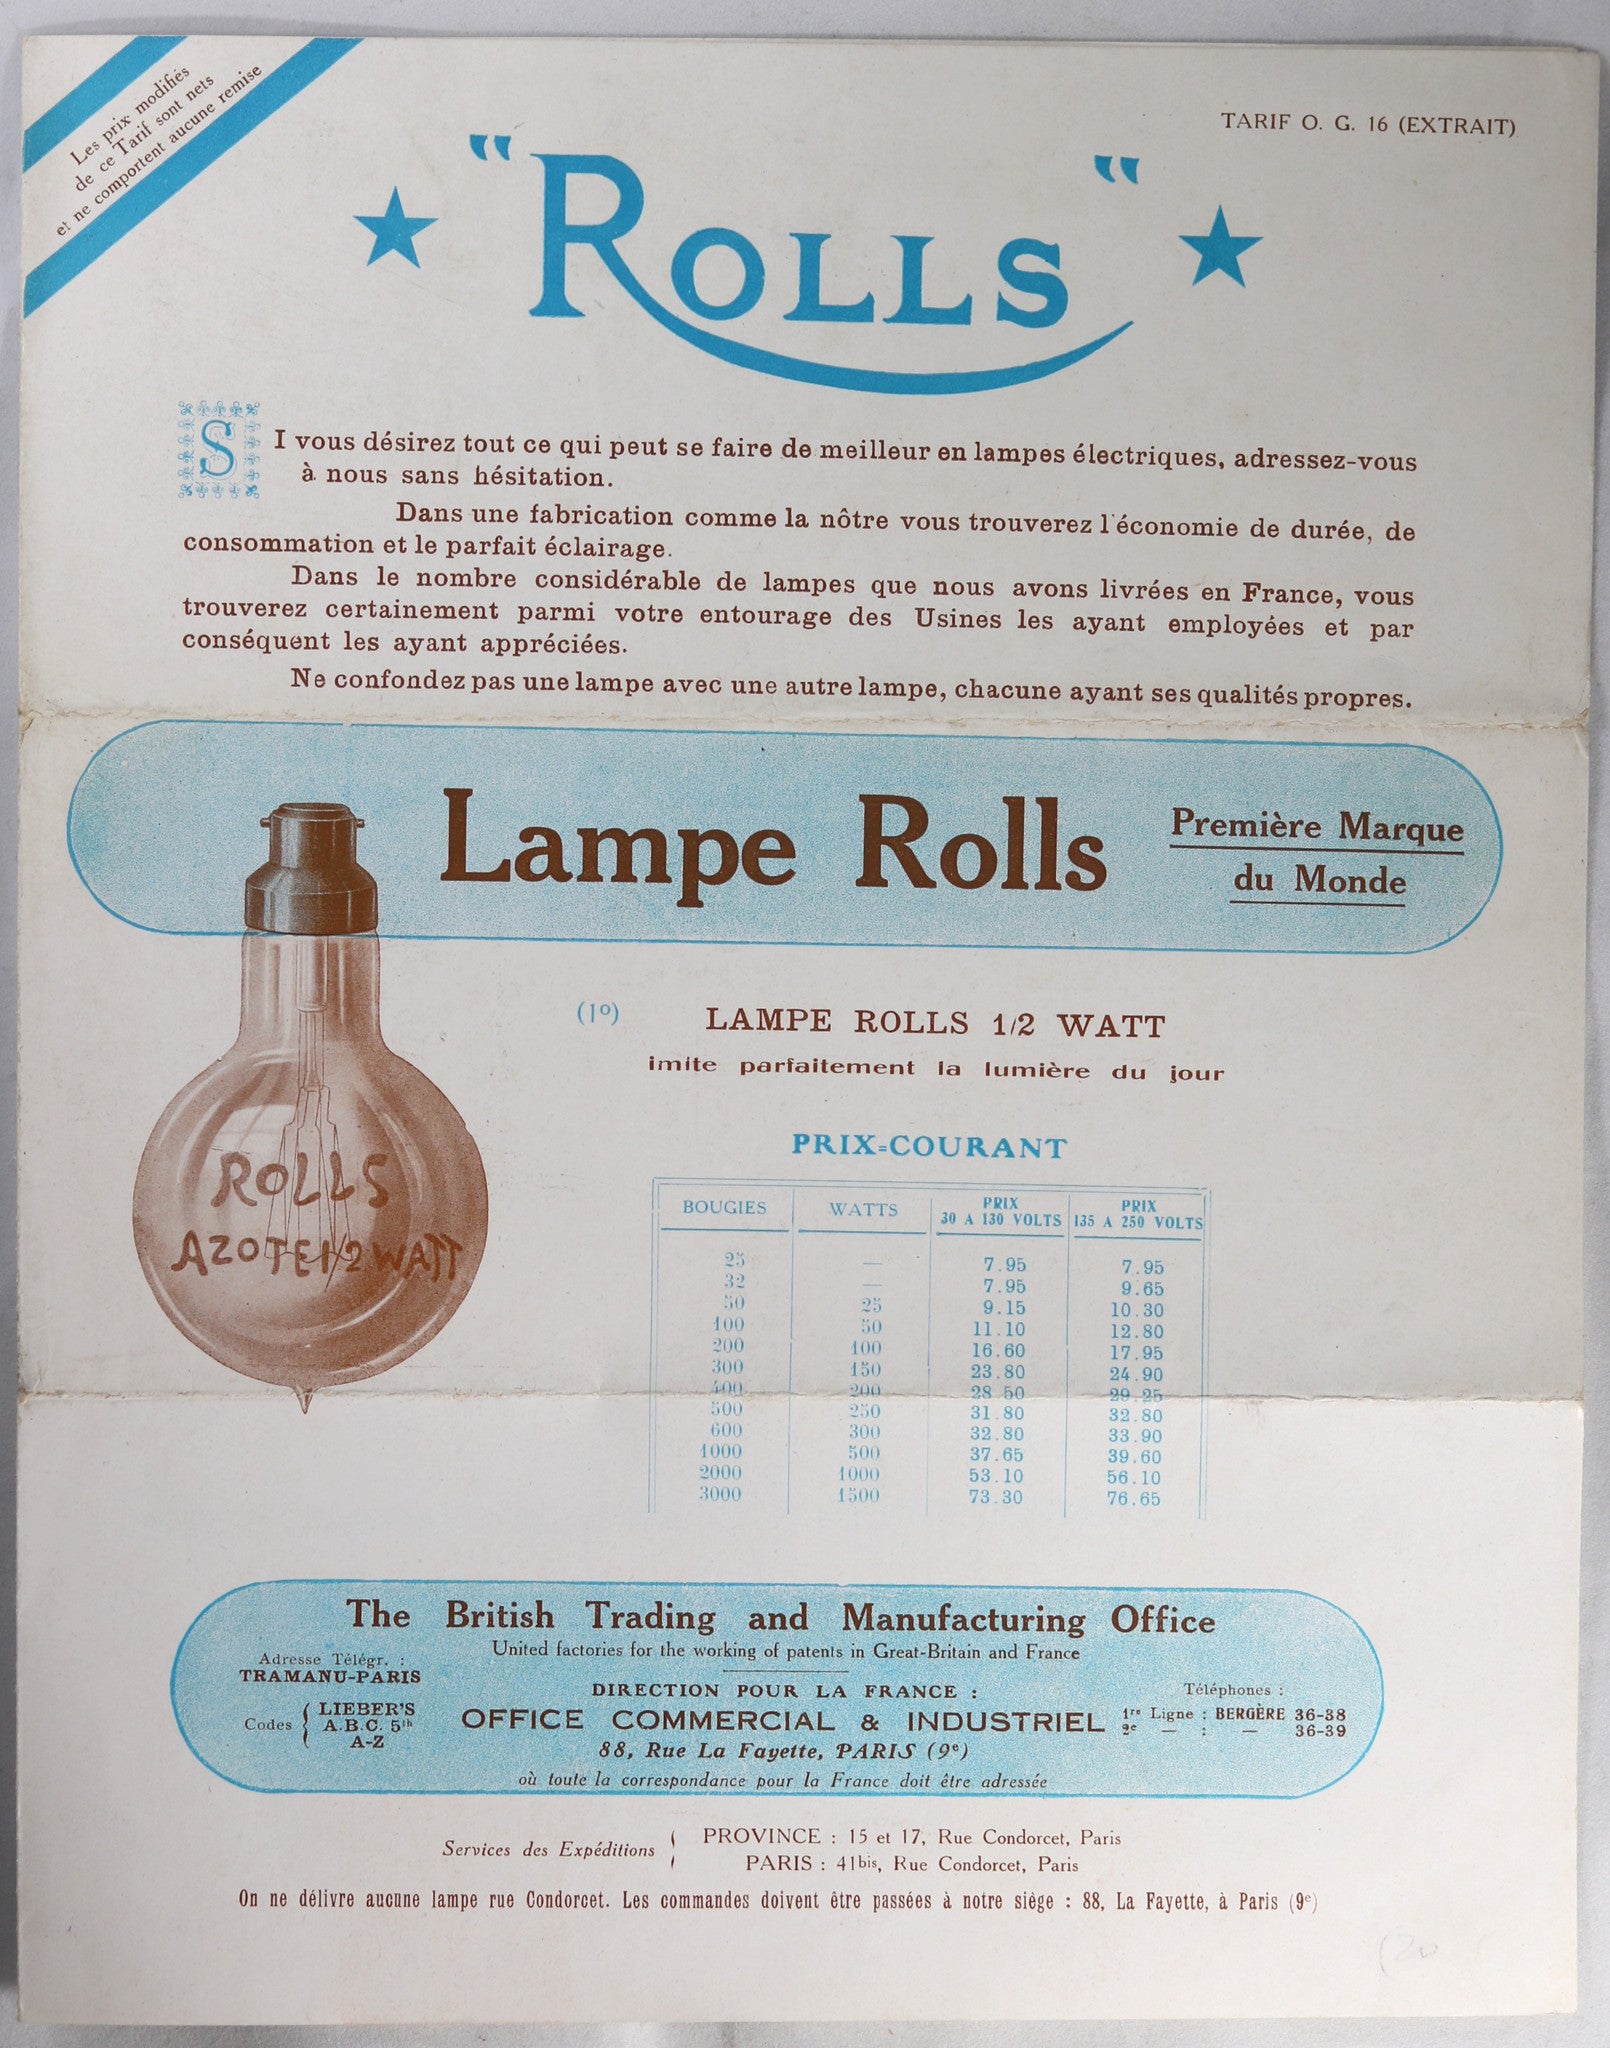 Les prix modifiés
de ce Tarif sont nets
et ne comportent aucune remise
TARIF O. G. 16 (EXTRAIT)
"ROLLS"
SI vous désirez tout ce qui peut se faire de meilleur en lampes électriques, adressez-vous
à nous sans hésitation.
Dans une fabrication comme la nôtre vous trouverez l'économie de durée, de
consommation et le parfait éclairage.
Dans le nombre considérable de lampes que nous avons livrées en France, vous
trouverez certainement parmi votre entourage des Usines les ayant employées et par
conséquent les ayant appréciées.
Ne confondez pas une lampe avec une autre lampe, chacune ayant ses qualités propres.
Lampe Rolls
Première Marque
du Monde
ROLLS
AZOTE 1/2 WATT
(1º) LAMPE ROLLS 1/2 WATT
imite parfaitement la lumière du jour
PRIX=COURANT
BOUGIES WATTS PRIX 30 A 130 VOLTS PRIX 135 A 250 VOLTS
25 — 7.95 7.95
32 — 7.95 9.65
50 25 9.15 10.30
100 50 11.10 12.80
200 100 16.60 17.95
300 150 23.80 24.90
400 200 28.50 29.25
500 250 31.80 32.80
600 300 32.80 33.90
1000 500 37.65 39.60
2000 1000 53.10 56.10
3000 1500 73.30 76.65
The British Trading and Manufacturing Office
United factories for the working of patents in Great-Britain and France
Adresse Télégr. :
TRAMANU-PARIS
Codes { LIEBER'S
A.B.C. 5th
A-Z
DIRECTION POUR LA FRANCE :
OFFICE COMMERCIAL & INDUSTRIEL
88, Rue La Fayette, PARIS (9e)
où toute la correspondance pour la France doit être adressée
Téléphones :
1re Ligne : BERGÈRE 36-38
2e — : — 36-39
Services des Expéditions { PROVINCE : 15 et 17, Rue Condorcet, Paris
PARIS : 41bis, Rue Condorcet, Paris
On ne délivre aucune lampe rue Condorcet. Les commandes doivent être passées à notre siège : 88, La Fayette, à Paris (9e)